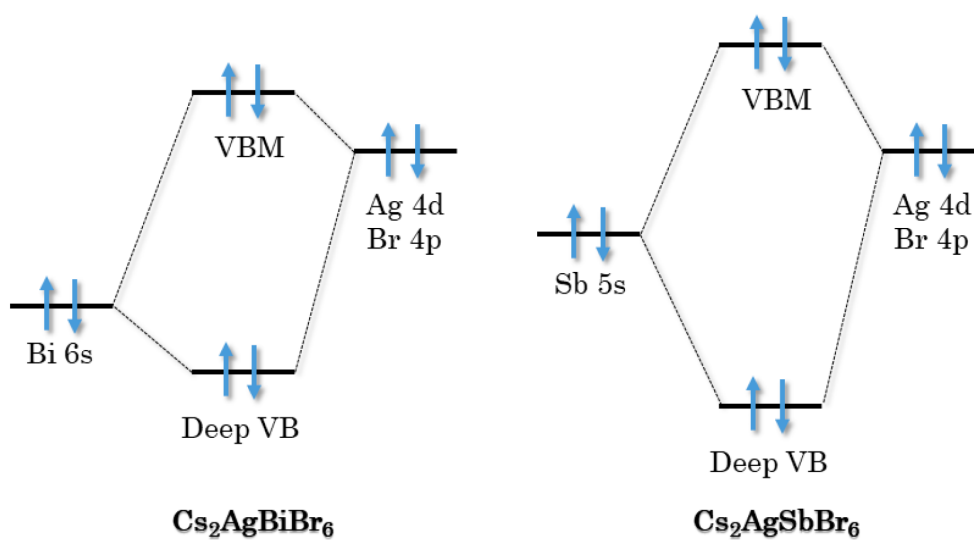 VBM
Ag 4d
Br 4p
Bi 6s
Deep VB
Cs₂AgBiBr₆
VBM
Ag 4d
Br 4p
Sb 5s
Deep VB
Cs₂AgSbBr₆